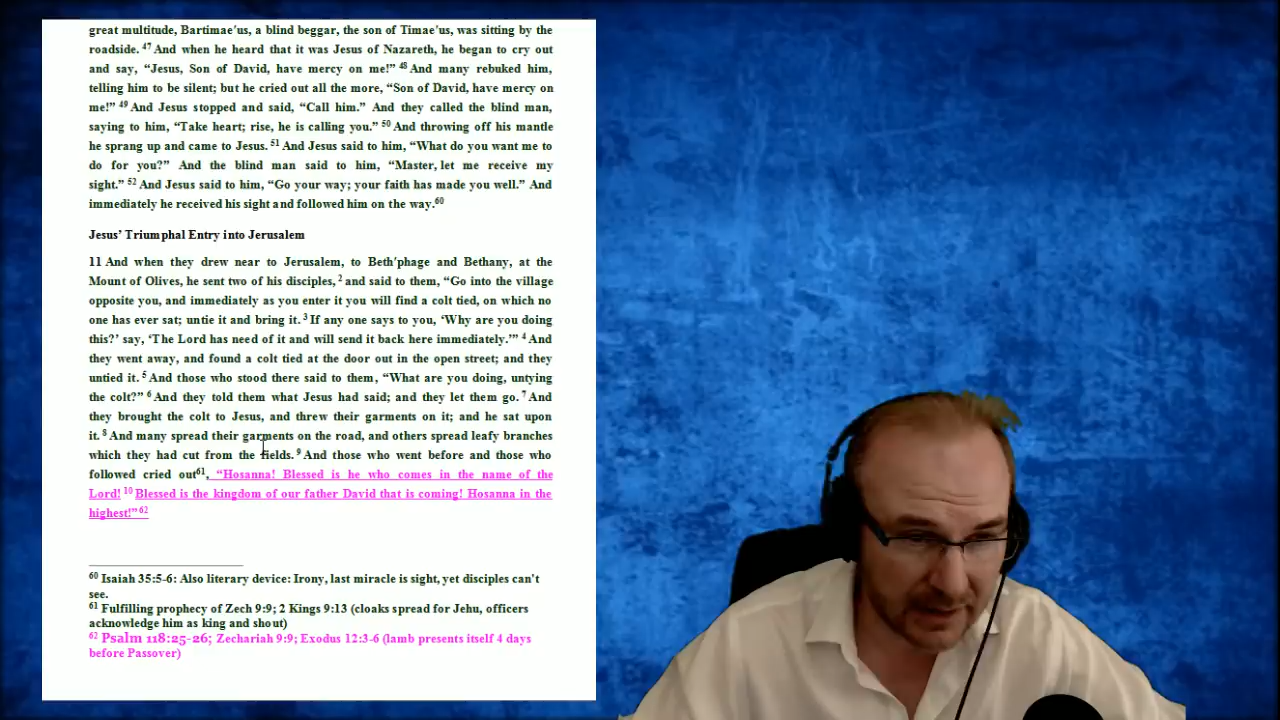 great multitude, Bartimae'us, a blind beggar, the son of Timae'us, was sitting by the
roadside. 47 And when he heard that it was Jesus of Nazareth, he began to cry out
and say, “Jesus, Son of David, have mercy on me!” 48 And many rebuked him,
telling him to be silent; but he cried out all the more, “Son of David, have mercy on
me!” 49 And Jesus stopped and said, “Call him.” And they called the blind man,
saying to him, “Take heart; rise, he is calling you.” 50 And throwing off his mantle
he sprang up and came to Jesus. 51 And Jesus said to him, “What do you want me to
do for you?” And the blind man said to him, “Master, let me receive my
sight.” 52 And Jesus said to him, “Go your way; your faith has made you well.” And
immediately he received his sight and followed him on the way.60
Jesus’ Triumphal Entry into Jerusalem
11 And when they drew near to Jerusalem, to Beth'phage and Bethany, at the
Mount of Olives, he sent two of his disciples, 2 and said to them, “Go into the village
opposite you, and immediately as you enter it you will find a colt tied, on which no
one has ever sat; untie it and bring it. 3 If any one says to you, ‘Why are you doing
this?’ say, ‘The Lord has need of it and will send it back here immediately.’” 4 And
they went away, and found a colt tied at the door out in the open street; and they
untied it. 5 And those who stood there said to them, “What are you doing, untying
the colt?” 6 And they told them what Jesus had said; and they let them go. 7 And
they brought the colt to Jesus, and threw their garments on it; and he sat upon
it. 8 And many spread their garments on the road, and others spread leafy branches
which they had cut from the fields. 9 And those who went before and those who
followed cried out61, “Hosanna! Blessed is he who comes in the name of the
Lord! 10 Blessed is the kingdom of our father David that is coming! Hosanna in the
highest!” 62
60 Isaiah 35:5-6: Also literary device: Irony, last miracle is sight, yet disciples can't
see.
61 Fulfilling prophecy of Zech 9:9; 2 Kings 9:13 (cloaks spread for Jehu, officers
acknowledge him as king and shout)
62 Psalm 118:25-26; Zechariah 9:9; Exodus 12:3-6 (lamb presents itself 4 days
before Passover)